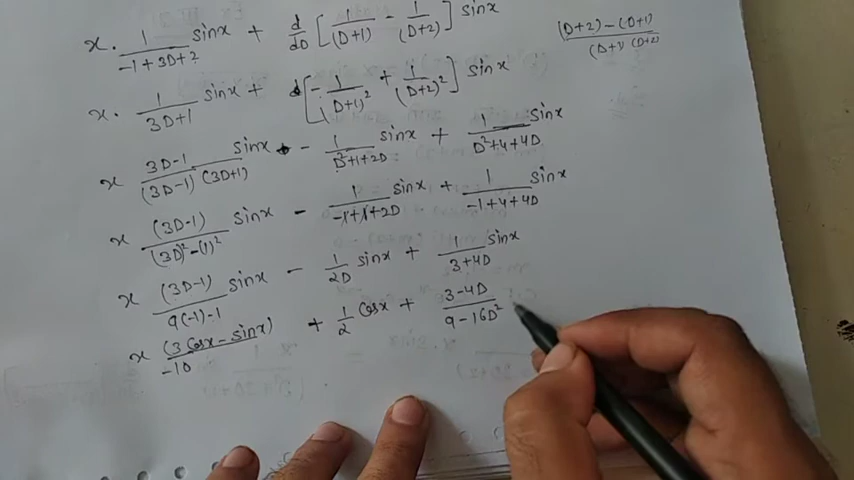 x. 1/(-1+3D+2) sinx + d/dD [1/(D+1) - 1/(D+2)] sinx
(D+2)-(D+1)/(D+1)(D+2)
x. 1/(3D+1) sinx + d[-1/(D+1)² + 1/(D+2)²] sinx
x (3D-1)/((3D-1)(3D+1)) sinx - 1/(D²+1+2D) sinx + 1/(D²+4+4D) sinx
x (3D-1)/((3D)²-(1)²) sinx - 1/(-1+1+2D) sinx + 1/(-1+4+4D) sinx
x (3D-1)/(9(-1)-1) sinx - 1/2D sinx + 1/(3+4D) sinx
x (3cosx-sinx)/-10 + 1/2 cosx + (3-4D)/(9-16D²)